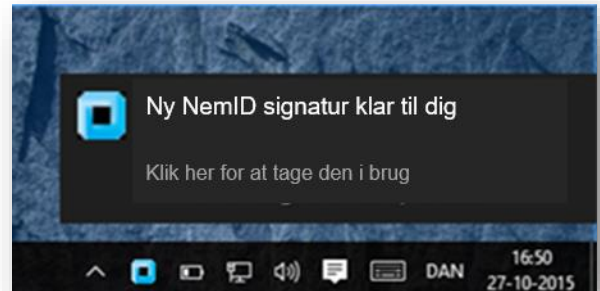 Ny NemID signatur klar til dig
Klik her for at tage den i brug
DAN
16:50
27-10-2015